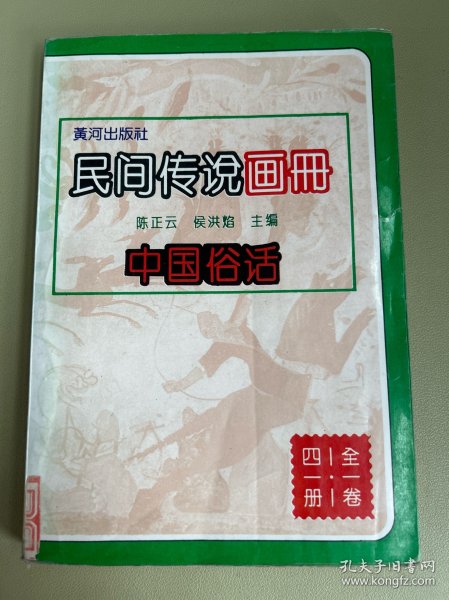 黄河出版社
民间传说画册
陈正云 侯洪焰 主编
中国俗话
全一卷
四册
孔夫子旧书网
www.kongfz.com